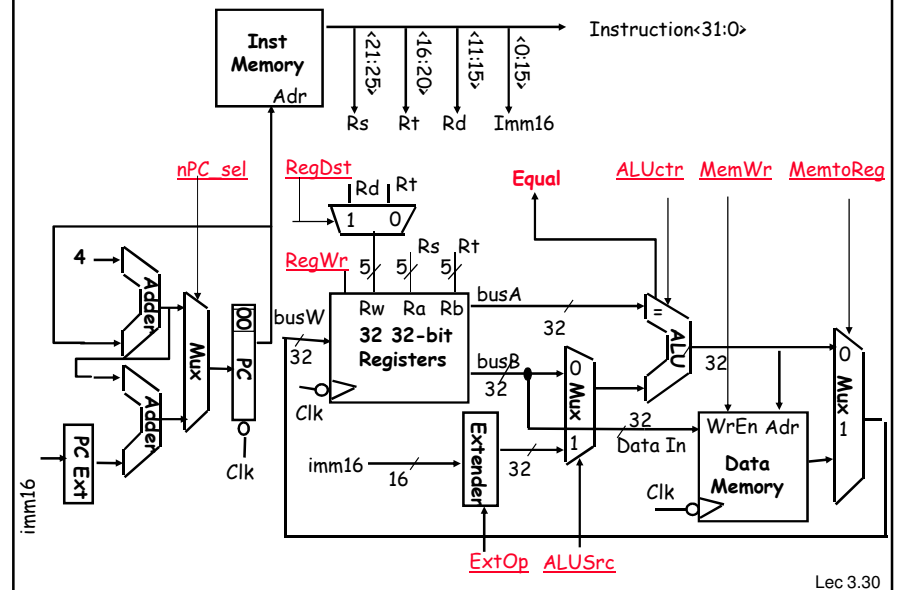 Inst
Memory
Adr
Instruction<31:0>
<21:25>
<16:20>
<11:15>
<0:15>
Rs
Rt
Rd
Imm16
nPC_sel
RegDst
Equal
ALUctr
MemWr
MemtoReg
Rd
Rt
1
0
4
Adder
RegWr
5
5
Rs
5
Rt
busW
32
Rw
Ra
Rb
32 32-bit
Registers
Clk
busA
32
busB
32
=
ALU
32
0
Mux
1
00
PC
Mux
Adder
PC Ext
imm16
Clk
0
Mux
1
32
Data In
WrEn
Adr
Data
Memory
Clk
imm16
16
Extender
32
ExtOp
ALUSrc
Lec 3.30